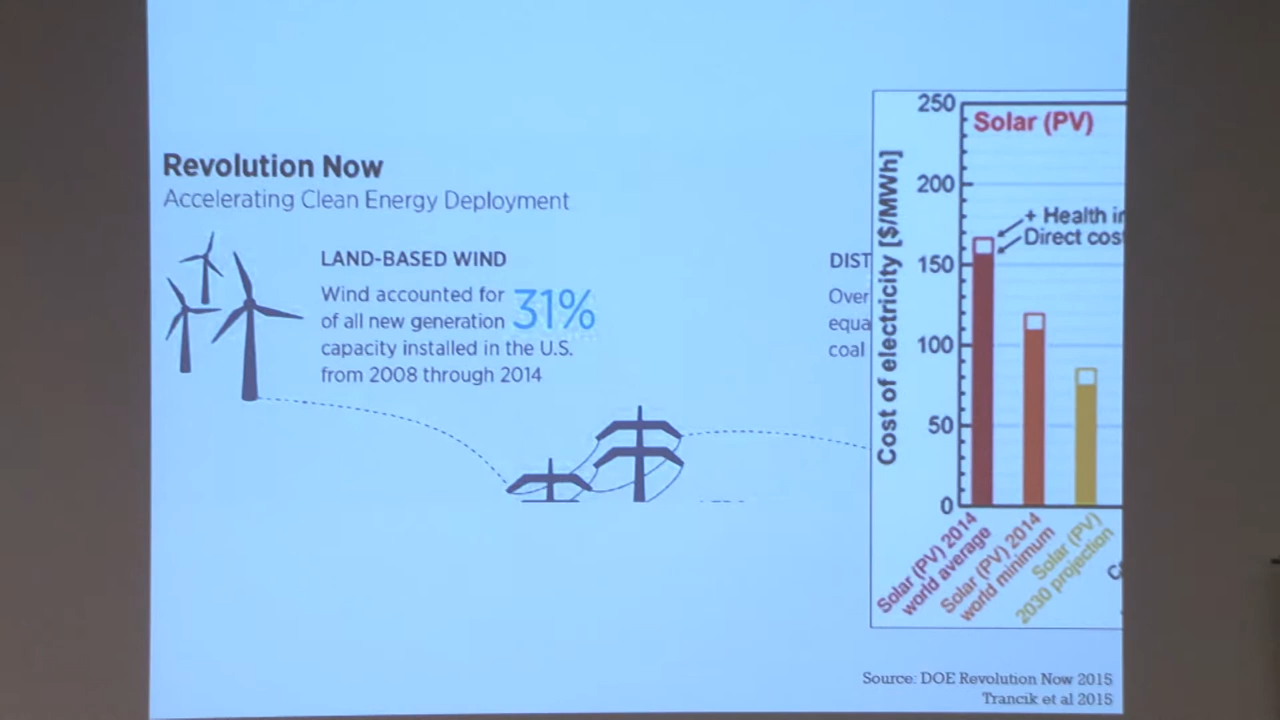 Revolution Now
Accelerating Clean Energy Deployment
LAND-BASED WIND
Wind accounted for 31%
of all new generation
capacity installed in the U.S.
from 2008 through 2014
DIST
Over
equa
coal
Cost of electricity [$/MWh]
250
200
150
100
50
0
Solar (PV)
+ Health in
Direct cost
Solar (PV) 2014
world average
Solar (PV) 2014
world minimum
Solar (PV)
2030 projection
Source: DOE Revolution Now 2015
Trancik et al 2015